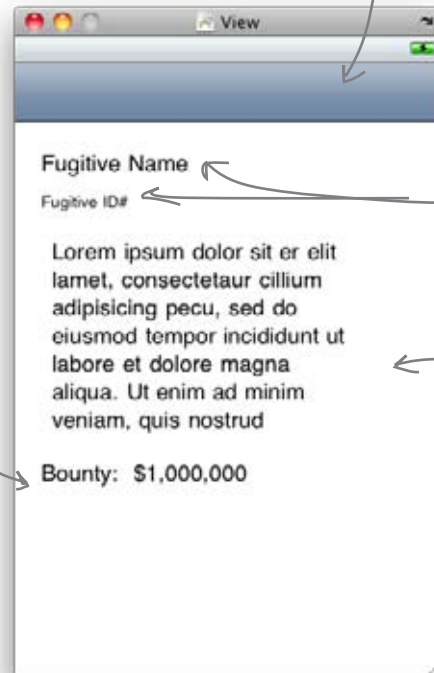 View
Fugitive Name
Fugitive ID#
Lorem ipsum dolor sit er elit
lamet, consectetaur cillium
adipisicing pecu, sed do
eiusmod tempor incididunt ut
labore et dolore magna
aliqua. Ut enim ad minim
veniam, quis nostrud
Bounty: $1,000,000